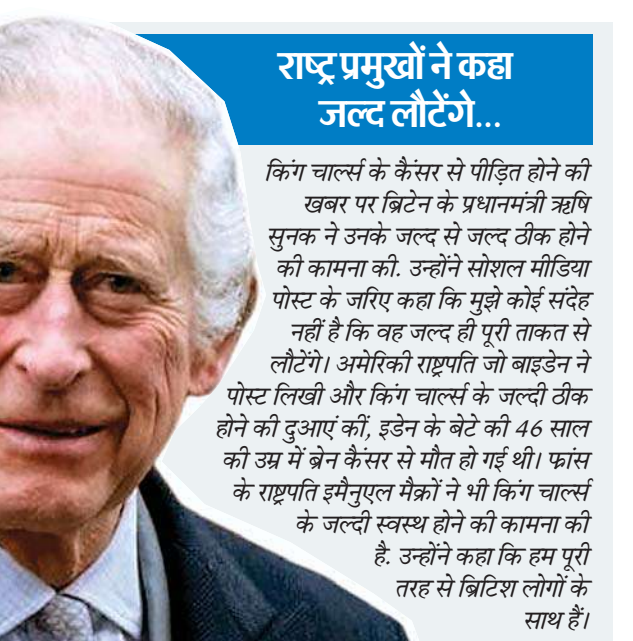 राष्ट्र प्रमुखों ने कहा
जल्द लौटेंगे...
किंग चार्ल्स के कैंसर से पीड़ित होने की
खबर पर ब्रिटेन के प्रधानमंत्री ऋषि
सुनक ने उनके जल्द से जल्द ठीक होने
की कामना की. उन्होंने सोशल मीडिया
पोस्ट के जरिए कहा कि मुझे कोई संदेह
नहीं है कि वह जल्द ही पूरी ताकत से
लौटेंगे। अमेरिकी राष्ट्रपति जो बाइडेन ने
पोस्ट लिखी और किंग चार्ल्स के जल्दी ठीक
होने की दुआएं कीं, इडेन के बेटे की 46 साल
की उम्र में ब्रेन कैंसर से मौत हो गई थी। फ्रांस
के राष्ट्रपति इमैनुएल मैक्रों ने भी किंग चार्ल्स
के जल्दी स्वस्थ होने की कामना की
है. उन्होंने कहा कि हम पूरी
तरह से ब्रिटिश लोगों के
साथ हैं।